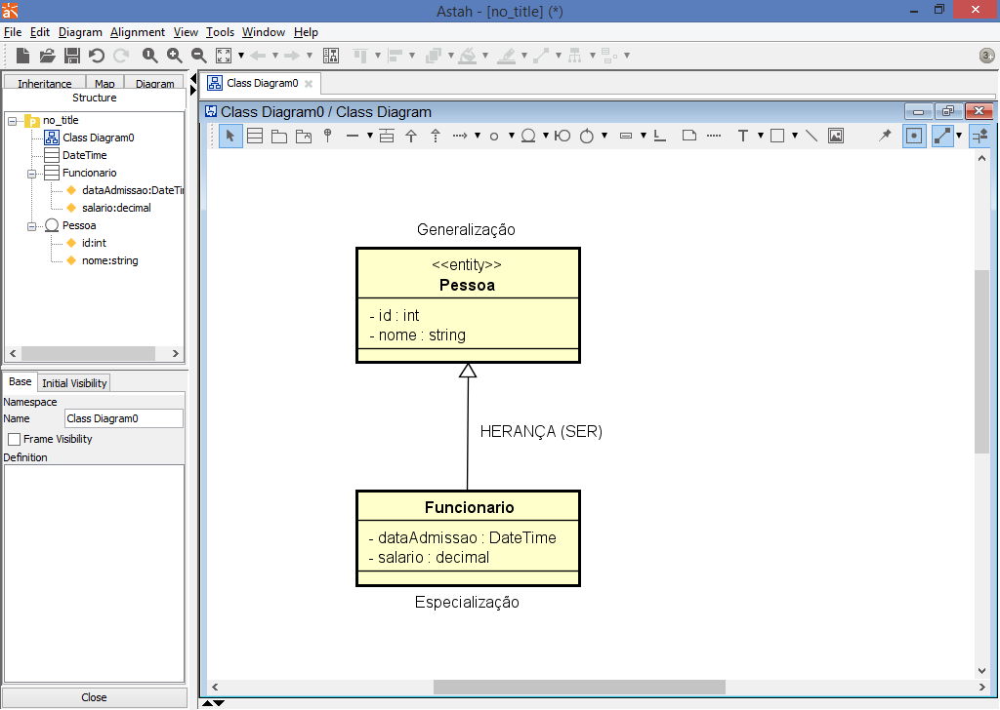 Astah - [no_title] (*)
File Edit Diagram Alignment View Tools Window Help
3
Inheritance Map Diagram
Structure
no_title
Class Diagram0
DateTime
Funcionario
dataAdmissao:DateTi
salario:decimal
Pessoa
id:int
nome:string
Base Initial Visibility
Namespace
Name Class Diagram0
Frame Visibility
Definition
Close
Class Diagram0
Class Diagram0 / Class Diagram
T
Generalização
<<entity>>
Pessoa
- id : int
- nome : string
HERANÇA (SER)
Funcionario
- dataAdmissao : DateTime
- salario : decimal
Especialização